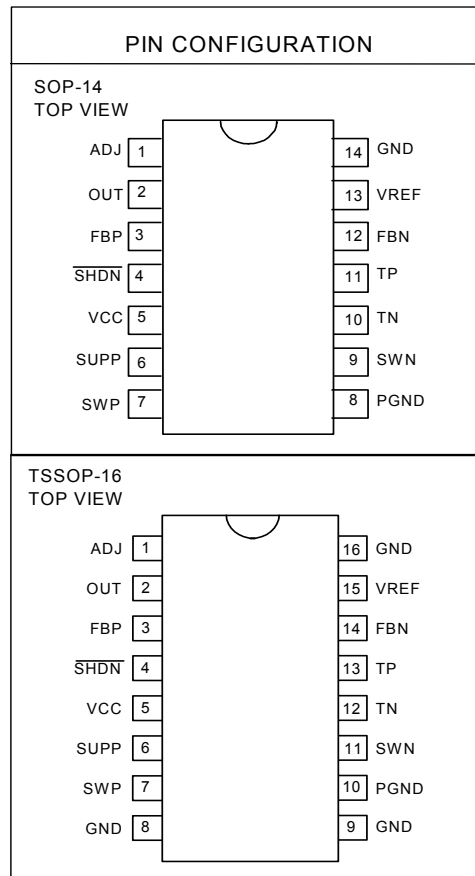 PIN CONFIGURATION
SOP-14
TOP VIEW
ADJ 1 14 GND
OUT 2 13 VREF
FBP 3 12 FBN
SHDN 4 11 TP
VCC 5 10 TN
SUPP 6 9 SWN
SWP 7 8 PGND
TSSOP-16
TOP VIEW
ADJ 1 16 GND
OUT 2 15 VREF
FBP 3 14 FBN
SHDN 4 13 TP
VCC 5 12 TN
SUPP 6 11 SWN
SWP 7 10 PGND
GND 8 9 GND